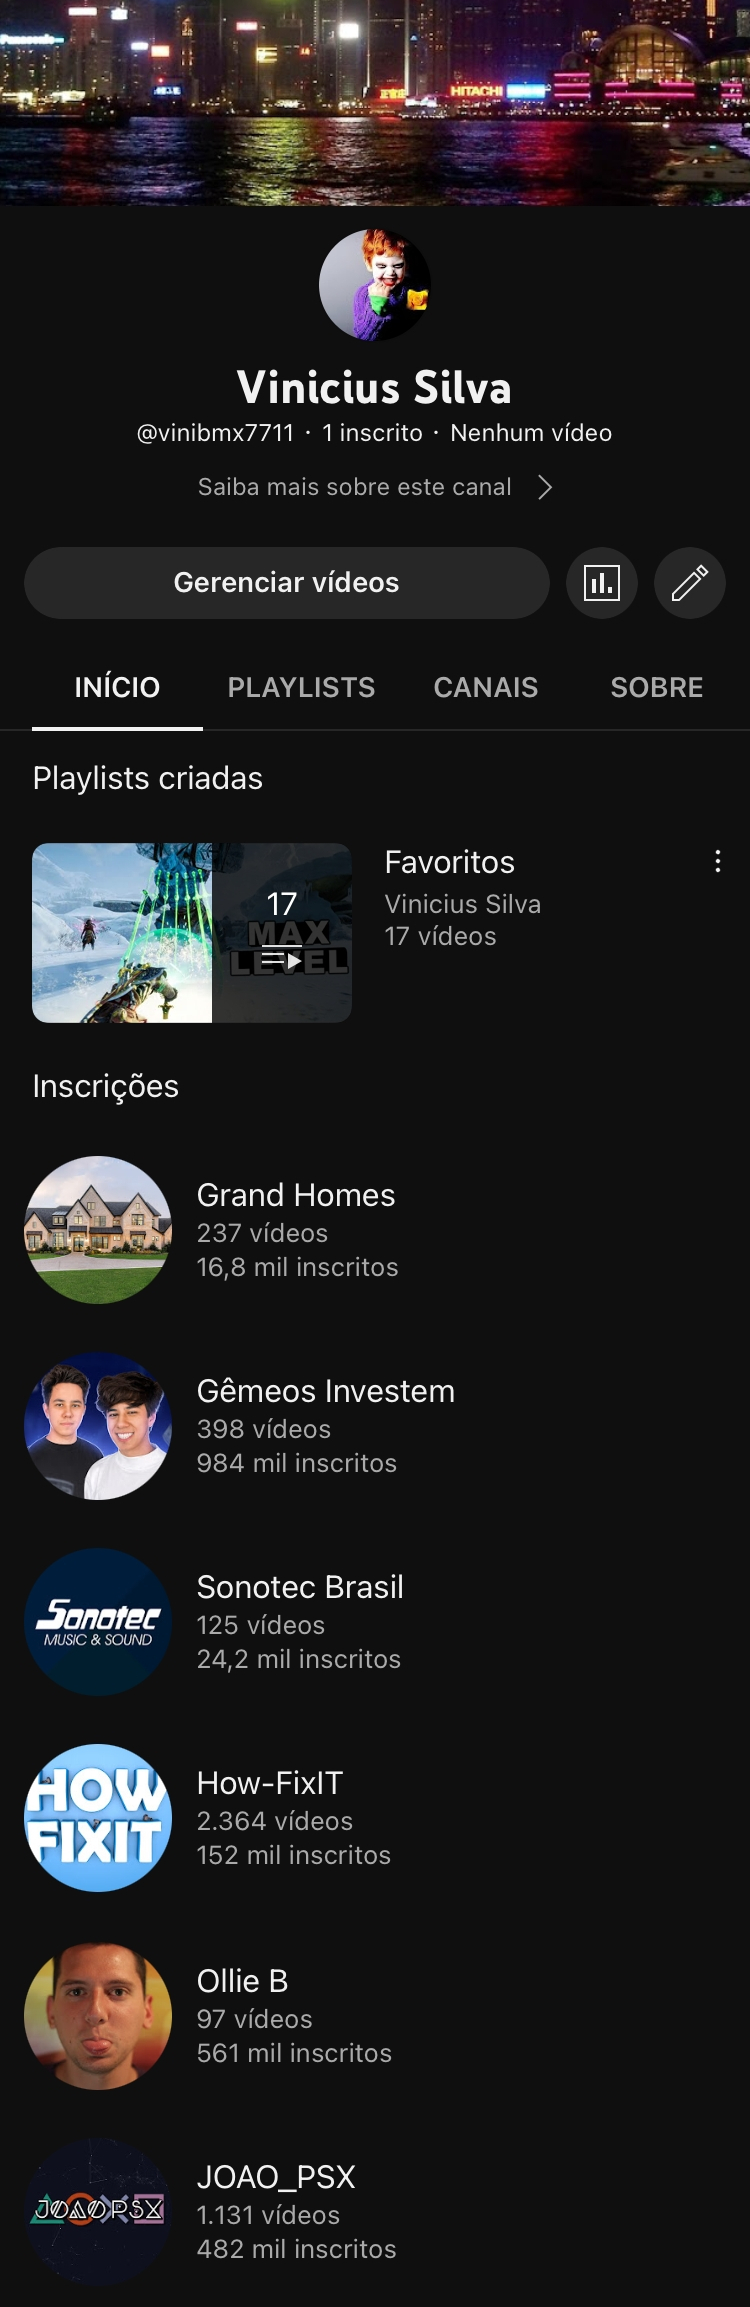 Panasonic
HITACHI
Vinicius Silva
@vinibmx7711 · 1 inscrito · Nenhum vídeo
Saiba mais sobre este canal
Gerenciar vídeos
INÍCIO PLAYLISTS CANAIS SOBRE
Playlists criadas
17
MAX
LEVEL
Favoritos
Vinicius Silva
17 vídeos
Inscrições
Grand Homes
237 vídeos
16,8 mil inscritos
Gêmeos Investem
398 vídeos
984 mil inscritos
Sonotec
MUSIC & SOUND
Sonotec Brasil
125 vídeos
24,2 mil inscritos
HOW
FIXIT
How-FixIT
2.364 vídeos
152 mil inscritos
Ollie B
97 vídeos
561 mil inscritos
JOAO PSX
JOAO_PSX
1.131 vídeos
482 mil inscritos